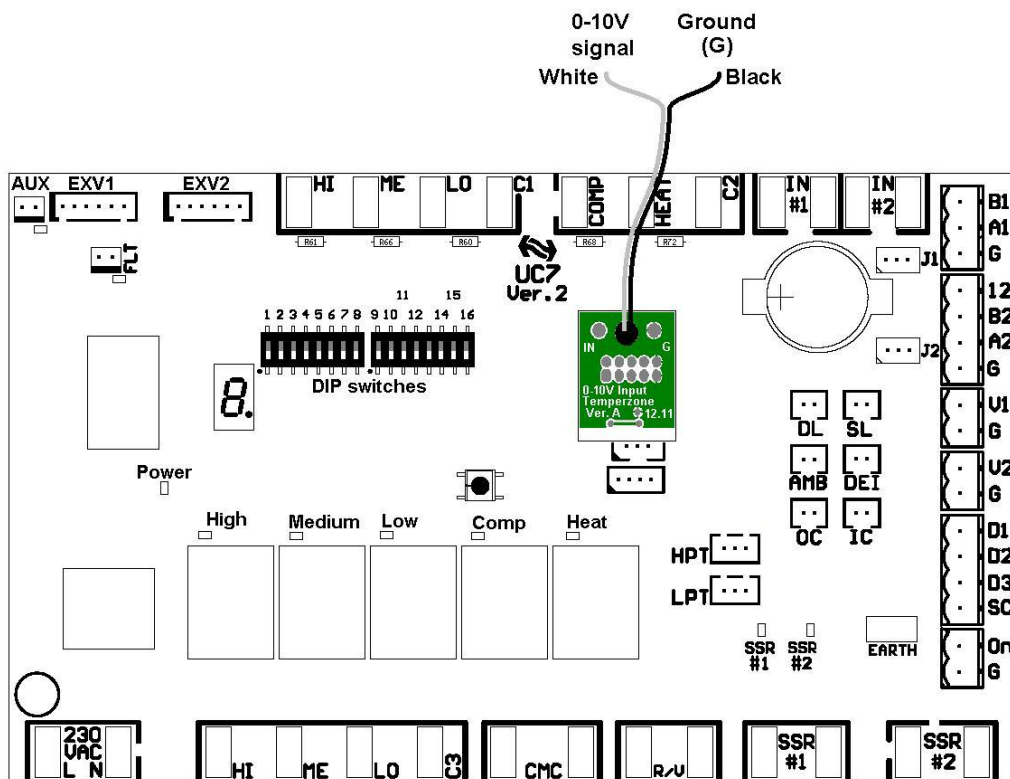 0-10V
signal
Ground
(G)
White
Black
AUX
EXV1
EXV2
HI
ME
LO
C1
COMP
HEAT
C2
IN
#1
IN
#2
B1
A1
G
FLT
R61
R66
R60
R68
R72
UC7
Ver.2
J1
12
B2
A2
G
J2
11
15
1 2 3 4 5 6 7 8 9 10 12 14 16
DIP switches
8.
IN
G
0-10V Input
Temperzone
Ver. A
12.11
DL
SL
V1
G
AMB
DEI
V2
G
OC
IC
Power
High
Medium
Low
Comp
Heat
D1
D2
D3
SC
HPT
LPT
SSR
#1
SSR
#2
EARTH
On
G
230
VAC
L N
HI
ME
LO
C3
CMC
R/V
SSR
#1
SSR
#2